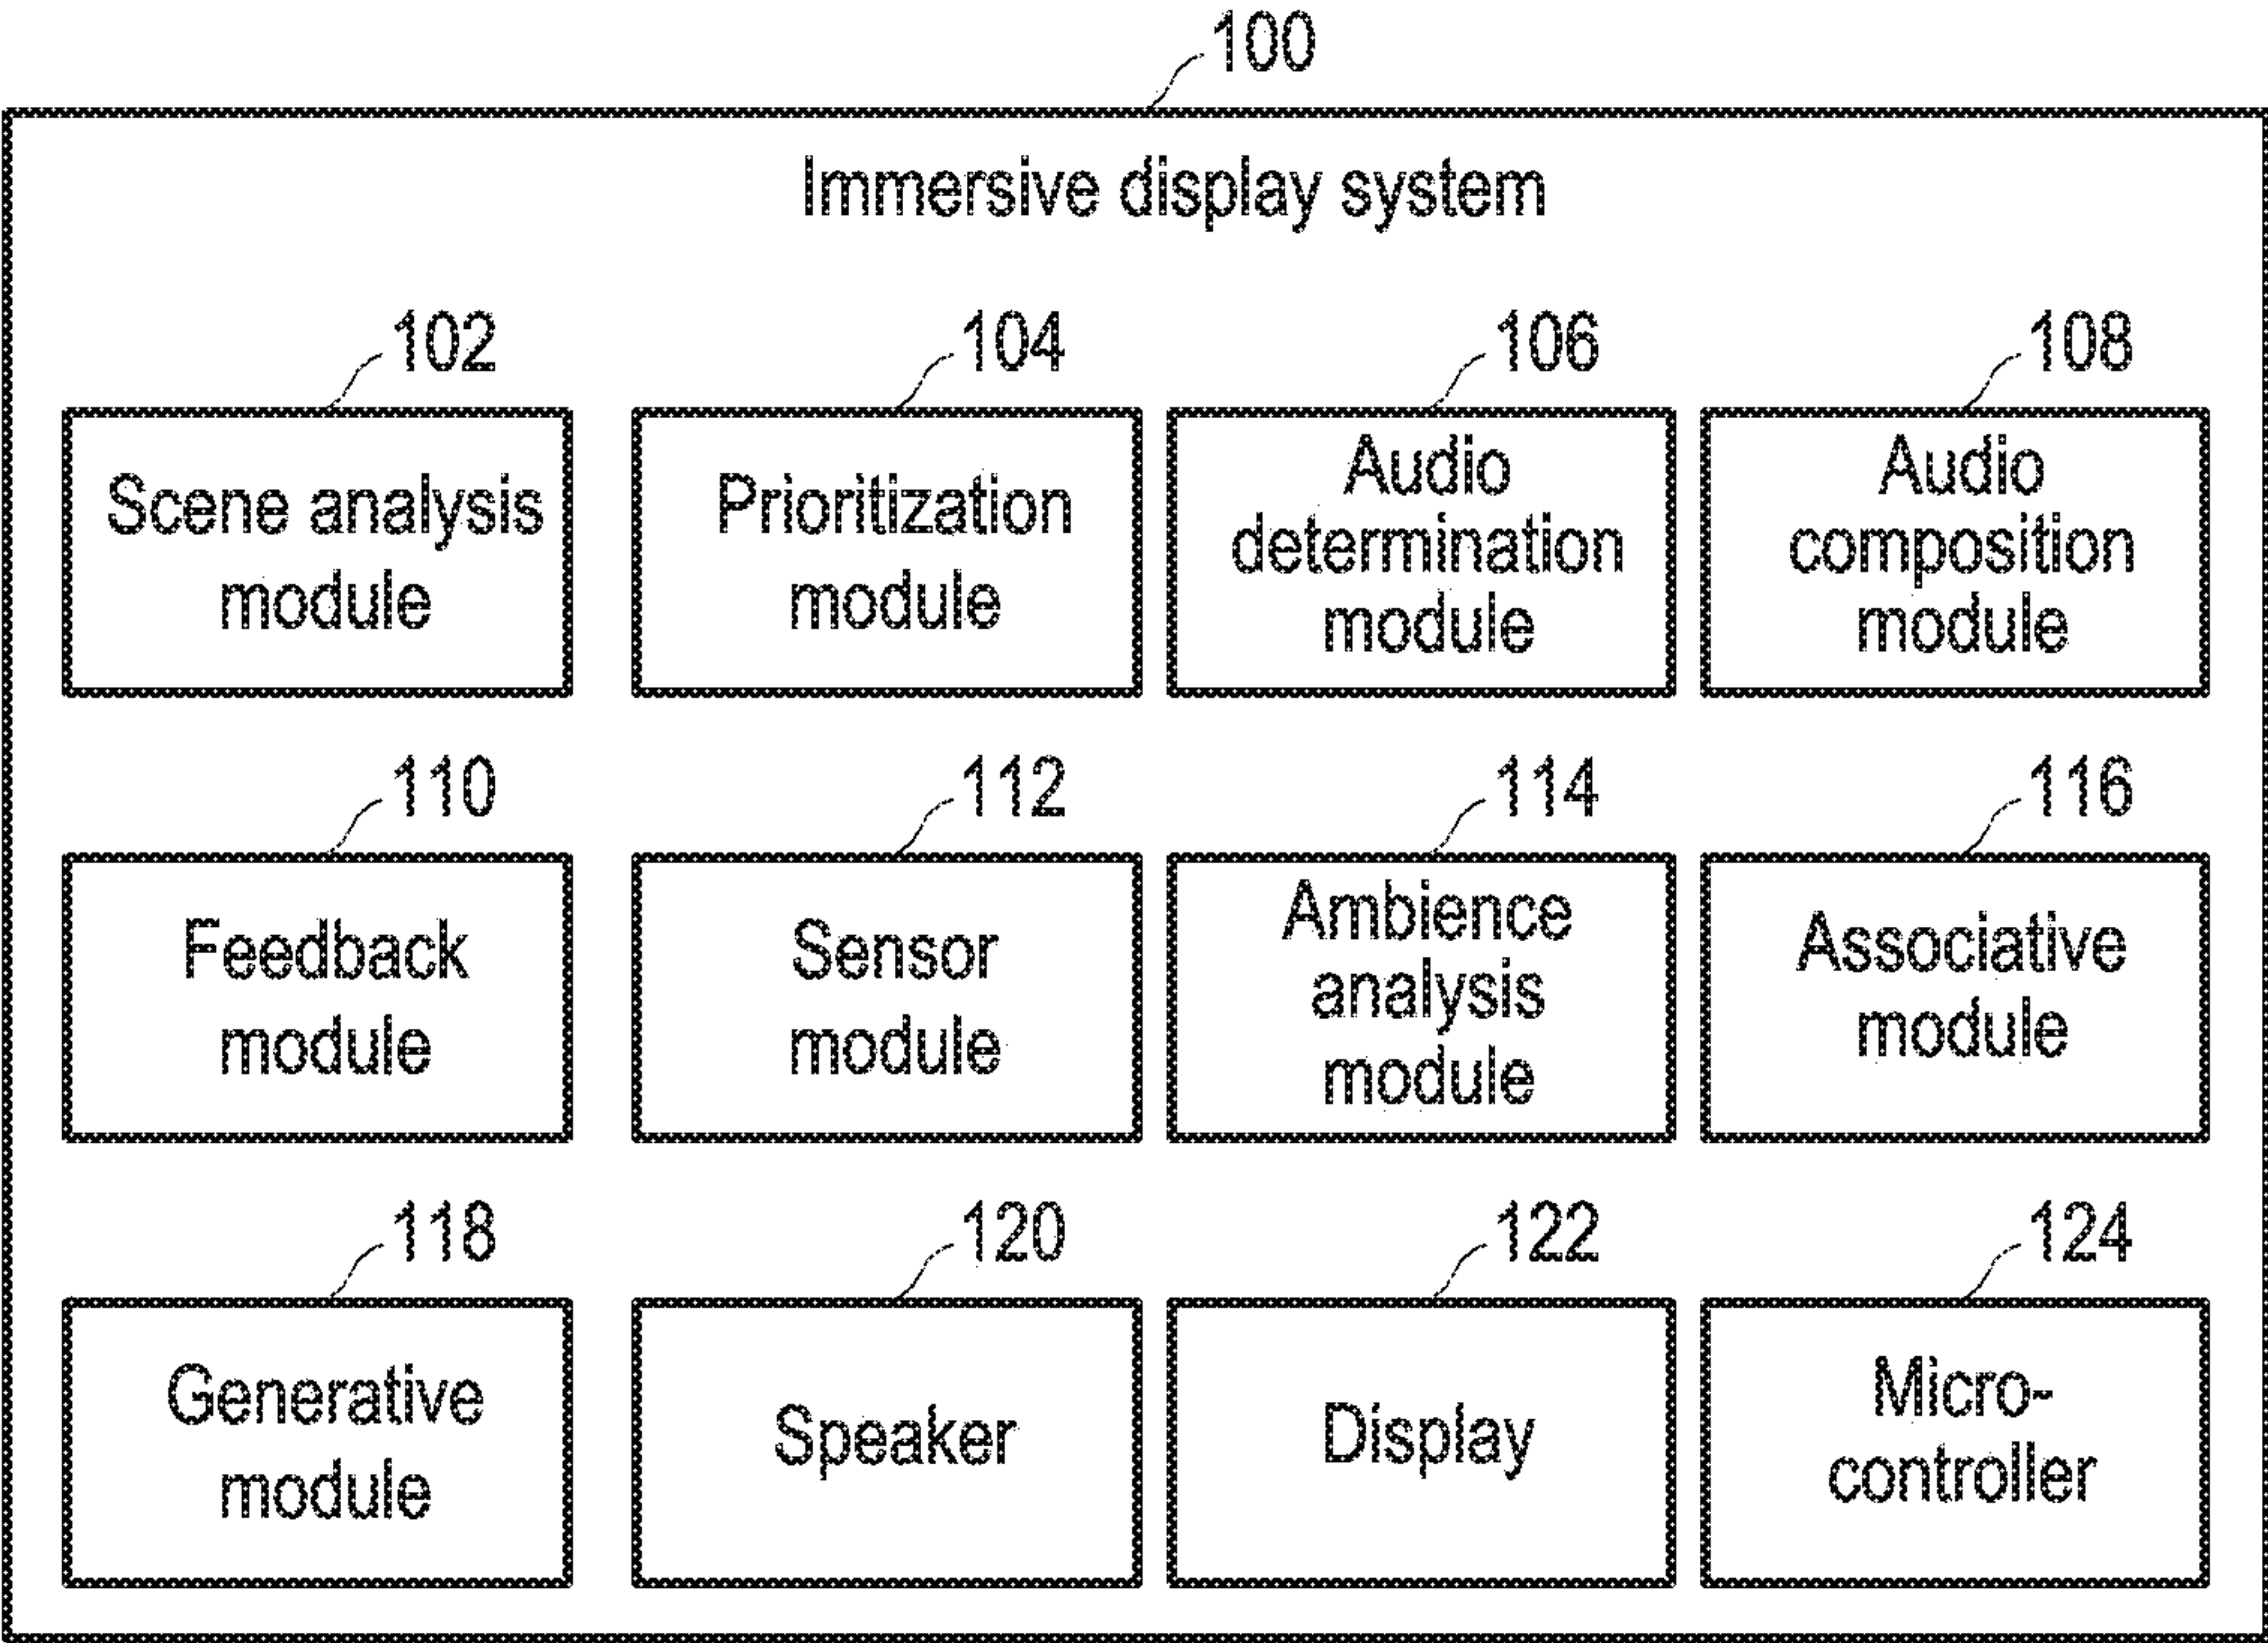 100
Immersive display system
102
Scene analysis
module
104
Prioritization
module
106
Audio
determination
module
108
Audio
composition
module
110
Feedback
module
112
Sensor
module
114
Ambience
analysis
module
116
Associative
module
118
Generative
module
120
Speaker
122
Display
124
Micro-
controller